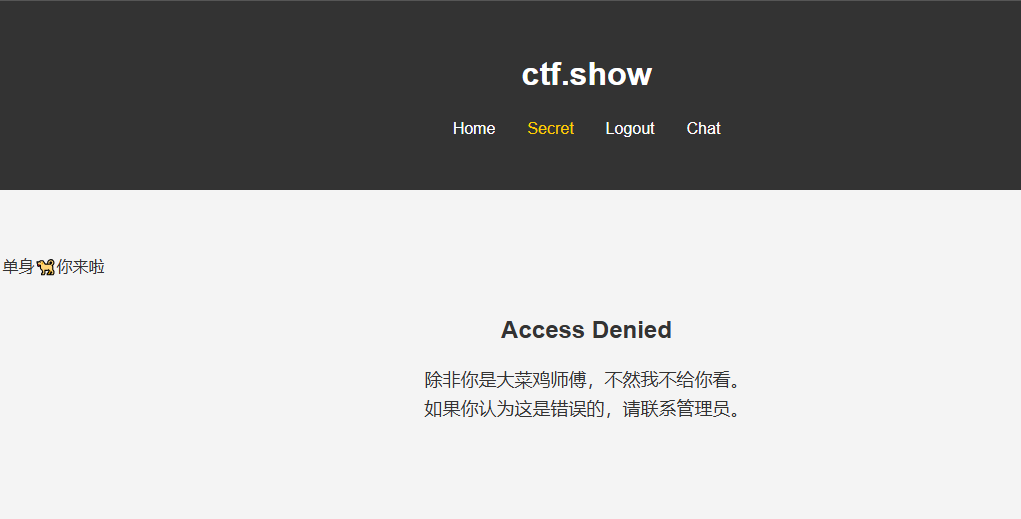 ctf.show
Home Secret Logout Chat
单身🐕你来啦
Access Denied
除非你是大菜鸡师傅，不然我不给你看。
如果你认为这是错误的，请联系管理员。